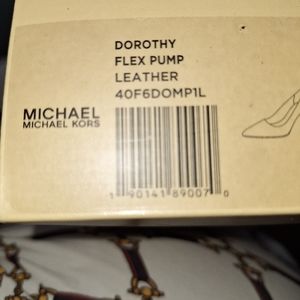 DOROTHY
FLEX PUMP
LEATHER
40F6DOMP1L
MICHAEL
MICHAEL KORS
1 90141 89007 0